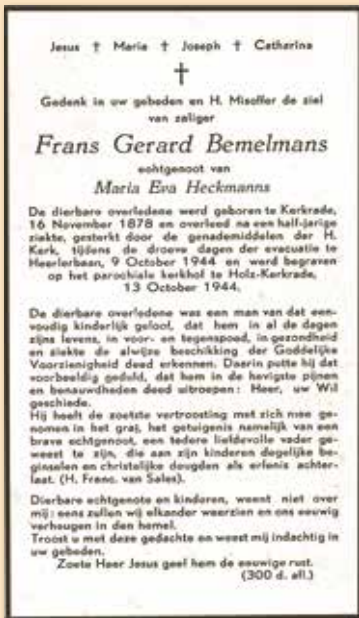 Jesus † Maria † Joseph † Catharina
Gedenk in uw gebeden en H. Misoffer de ziel
van zaliger
Frans Gerard Bemelmans
echtgenoot van
Maria Eva Heckmanns
De dierbare overledene werd geboren te Kerkrade,
16 November 1878 en overleed na een half-jarige
ziekte, gesterkt door de genademiddelen der H.
Kerk, tijdens de droeve dagen der evacuatie te
Heerlerbaan, 9 October 1944 en werd begraven
op het parochiale kerkhof te Holz-Kerkrade,
13 October 1944.
De dierbare overledene was een man van dat een-
voudig kinderlijk geloof, dat hem in al de dagen
zijns levens, in voor- en tegenspoed, in gezondheid
en ziekte de alwijze beschikking der Goddelijke
Voorzienigheid deed erkennen. Daarin putte hij dat
voorbeeldig geduld, dat hem in de hevigste pijnen
en benauwdheden deed uitroepen: Heer, uw Wil
geschiede.
Hij heeft de zoetste vertroosting met zich mee ge-
nomen in het graf, het getuigenis namelijk van een
brave echtgenoot, een tedere liefdevolle vader ge-
weest te zijn, die aan zijn kinderen degelijke be-
ginselen en christelijke deugden als erfenis achter-
laat. (H. Franc. van Sales).
Dierbare echtgenote en kinderen, weent niet over
mij: eens zullen wij elkander weerzien en ons eeuwig
verheugen in den hemel.
Troost u met deze gedachte en weest mij indachtig in
uw gebeden.
Zoete Heer Jesus geef hem de eeuwige rust.
(300 d. afl.)